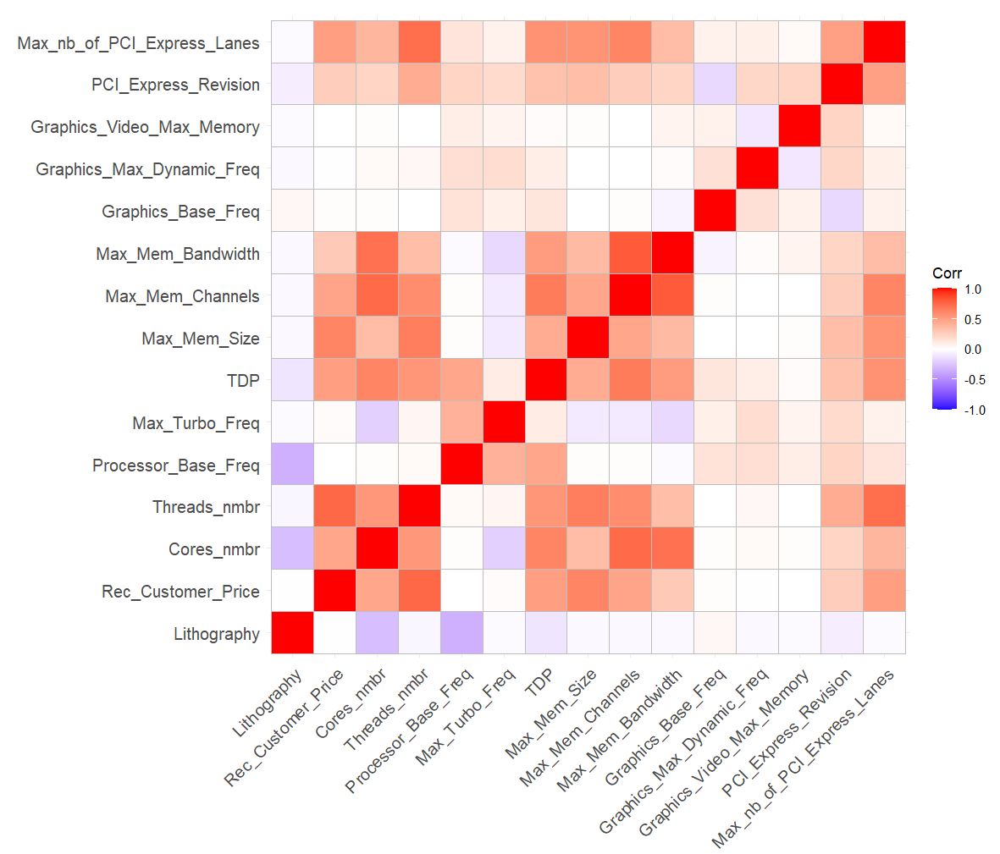 Max_nb_of_PCI_Express_Lanes
PCI_Express_Revision
Graphics_Video_Max_Memory
Graphics_Max_Dynamic_Freq
Graphics_Base_Freq
Max_Mem_Bandwidth
Max_Mem_Channels
Max_Mem_Size
TDP
Max_Turbo_Freq
Processor_Base_Freq
Threads_nmbr
Cores_nmbr
Rec_Customer_Price
Lithography
Lithography
Rec_Customer_Price
Cores_nmbr
Threads_nmbr
Processor_Base_Freq
Max_Turbo_Freq
TDP
Max_Mem_Size
Max_Mem_Channels
Max_Mem_Bandwidth
Graphics_Base_Freq
Graphics_Max_Dynamic_Freq
Graphics_Video_Max_Memory
PCI_Express_Revision
Max_nb_of_PCI_Express_Lanes
Corr
1.0
0.5
0.0
-0.5
-1.0